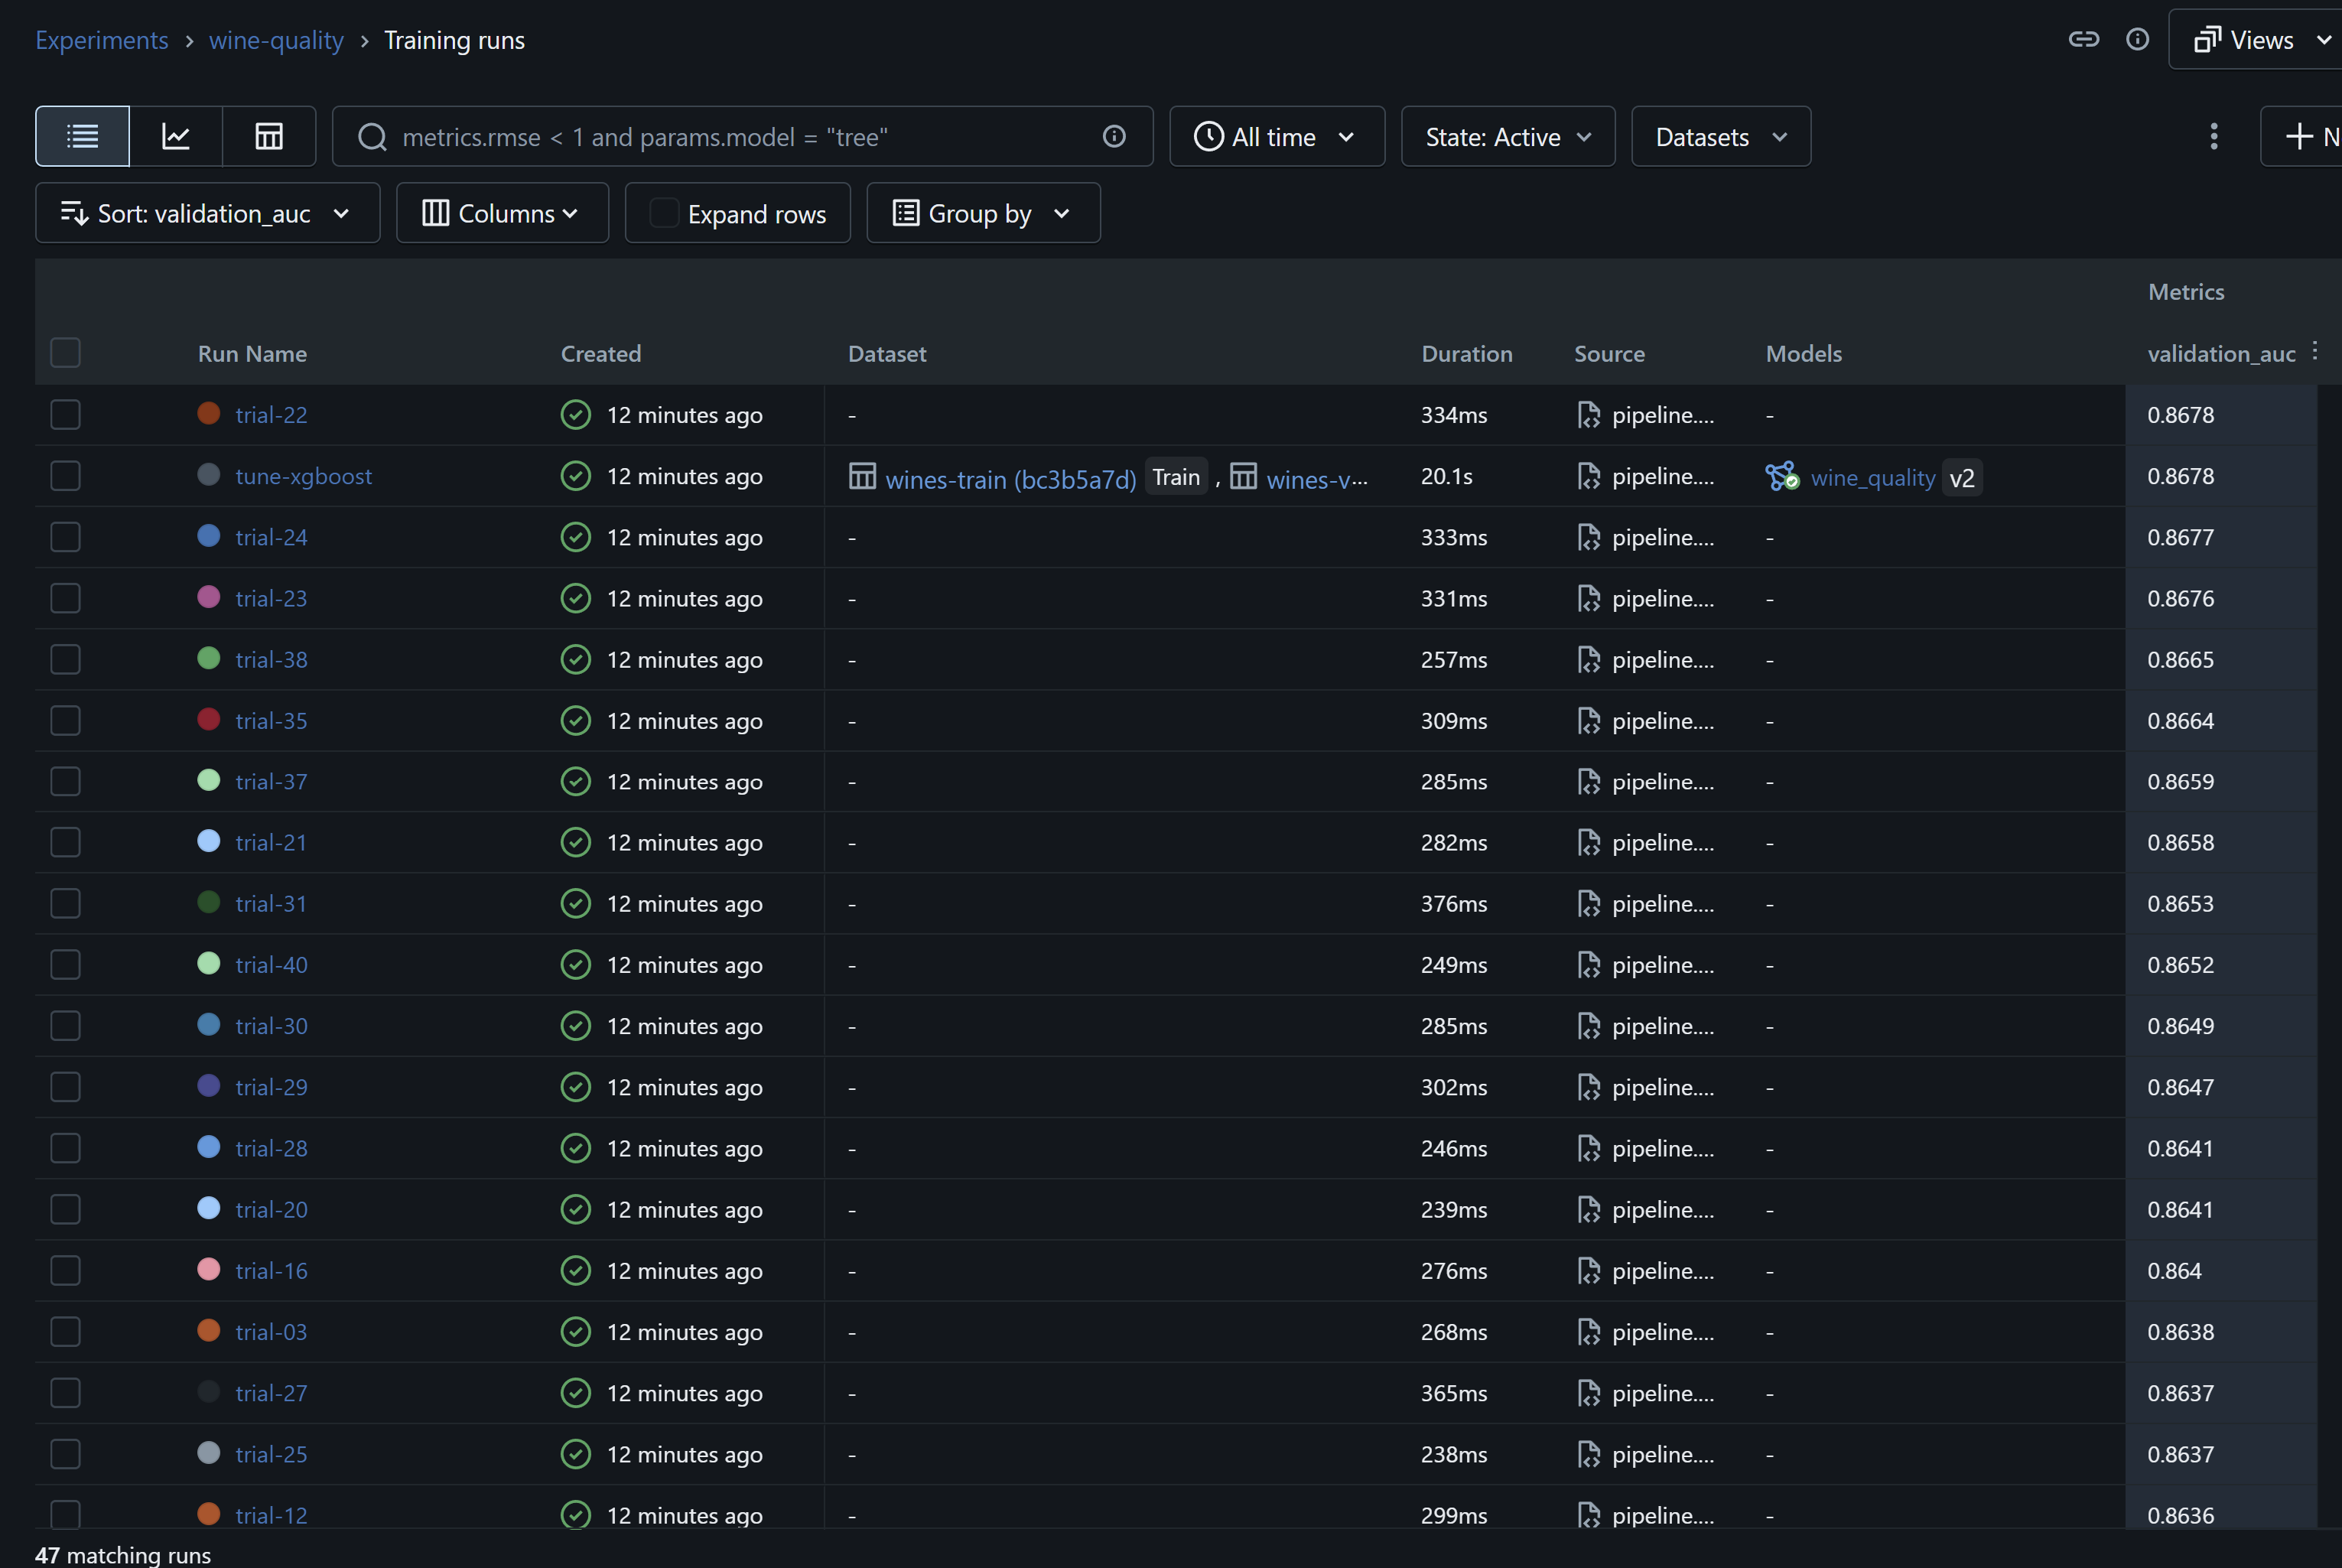 Experiments > wine-quality > Training runs Views
metrics.rmse < 1 and params.model = "tree" All time State: Active Datasets N
Sort: validation_auc Columns Expand rows Group by
Metrics
Run Name Created Dataset Duration Source Models validation_auc
trial-22 12 minutes ago - 334ms pipeline.... - 0.8678
tune-xgboost 12 minutes ago wines-train (bc3b5a7d) Train , wines-v... 20.1s pipeline.... wine_quality v2 0.8678
trial-24 12 minutes ago - 333ms pipeline.... - 0.8677
trial-23 12 minutes ago - 331ms pipeline.... - 0.8676
trial-38 12 minutes ago - 257ms pipeline.... - 0.8665
trial-35 12 minutes ago - 309ms pipeline.... - 0.8664
trial-37 12 minutes ago - 285ms pipeline.... - 0.8659
trial-21 12 minutes ago - 282ms pipeline.... - 0.8658
trial-31 12 minutes ago - 376ms pipeline.... - 0.8653
trial-40 12 minutes ago - 249ms pipeline.... - 0.8652
trial-30 12 minutes ago - 285ms pipeline.... - 0.8649
trial-29 12 minutes ago - 302ms pipeline.... - 0.8647
trial-28 12 minutes ago - 246ms pipeline.... - 0.8641
trial-20 12 minutes ago - 239ms pipeline.... - 0.8641
trial-16 12 minutes ago - 276ms pipeline.... - 0.864
trial-03 12 minutes ago - 268ms pipeline.... - 0.8638
trial-27 12 minutes ago - 365ms pipeline.... - 0.8637
trial-25 12 minutes ago - 238ms pipeline.... - 0.8637
trial-12 12 minutes ago - 299ms pipeline.... - 0.8636
47 matching runs